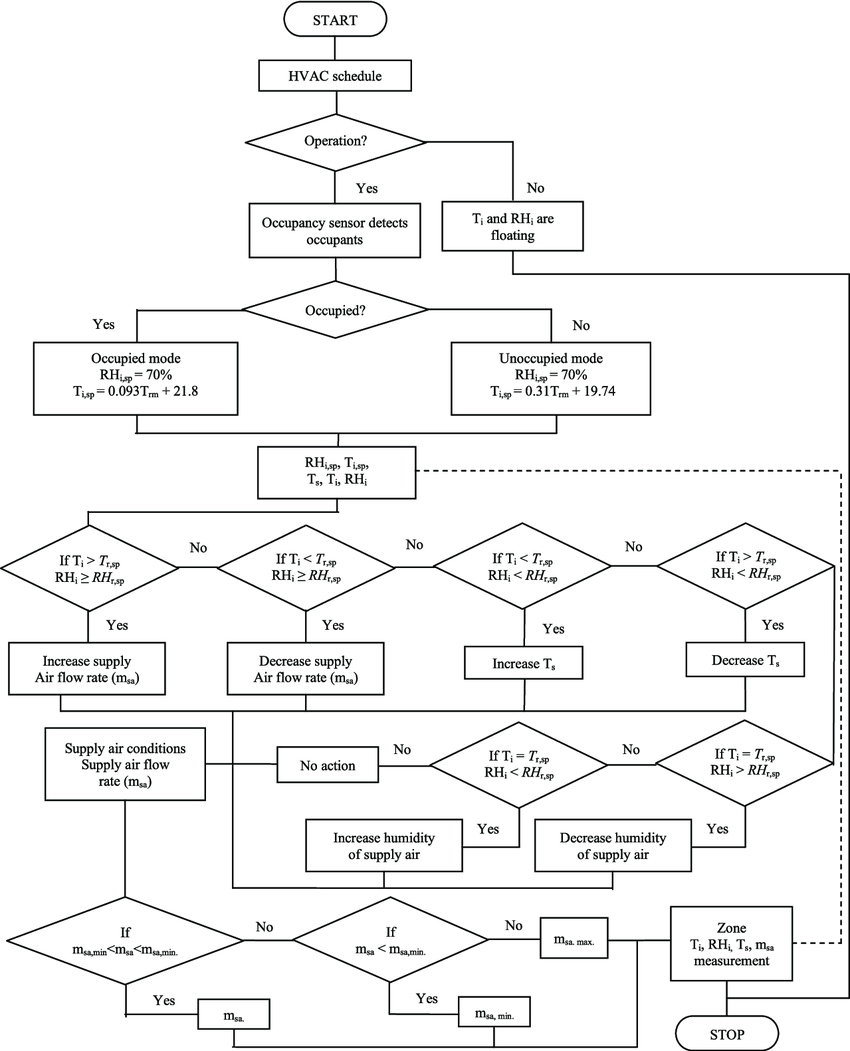 START
HVAC schedule
Operation?
Yes
No
Occupancy sensor detects
occupants
Ti and RHi are
floating
Occupied?
Yes
No
Occupied mode
RHi,sp = 70%
Ti,sp = 0.093Trm + 21.8
Unoccupied mode
RHi,sp = 70%
Ti,sp = 0.31Trm + 19.74
RHi,sp, Ti,sp,
Ts, Ti, RHi
If Ti > Tr,sp
RHi ≥ RHr,sp
No
If Ti < Tr,sp
RHi ≥ RHr,sp
No
If Ti < Tr,sp
RHi < RHr,sp
No
If Ti > Tr,sp
RHi < RHr,sp
Yes
Yes
Yes
Yes
Increase supply
Air flow rate (msa)
Decrease supply
Air flow rate (msa)
Increase Ts
Decrease Ts
Supply air conditions
Supply air flow
rate (msa)
No action
No
If Ti = Tr,sp
RHi < RHr,sp
No
If Ti = Tr,sp
RHi > RHr,sp
Yes
Yes
Increase humidity
of supply air
Decrease humidity
of supply air
If
msa,min<msa<msa,min.
No
If
msa < msa,min.
No
msa. max.
Zone
Ti, RHi, Ts, msa
measurement
Yes
msa.
Yes
msa, min.
STOP